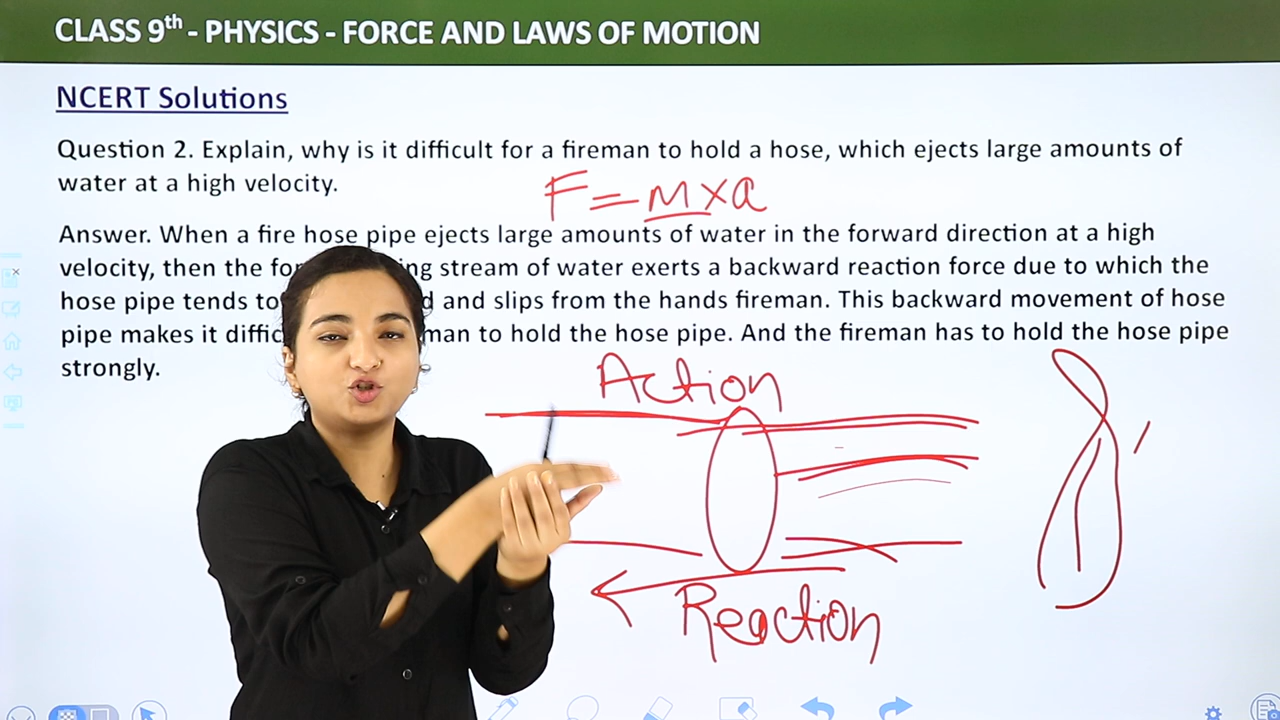 CLASS 9th - PHYSICS - FORCE AND LAWS OF MOTION
NCERT Solutions
Question 2. Explain, why is it difficult for a fireman to hold a hose, which ejects large amounts of
water at a high velocity.
F = M x a
Answer. When a fire hose pipe ejects large amounts of water in the forward direction at a high
velocity, then the stream of water exerts a backward reaction force due to which the
hose pipe tends to and slips from the hands fireman. This backward movement of hose
pipe makes it to hold the hose pipe. And the fireman has to hold the hose pipe
strongly.
Action
Reaction